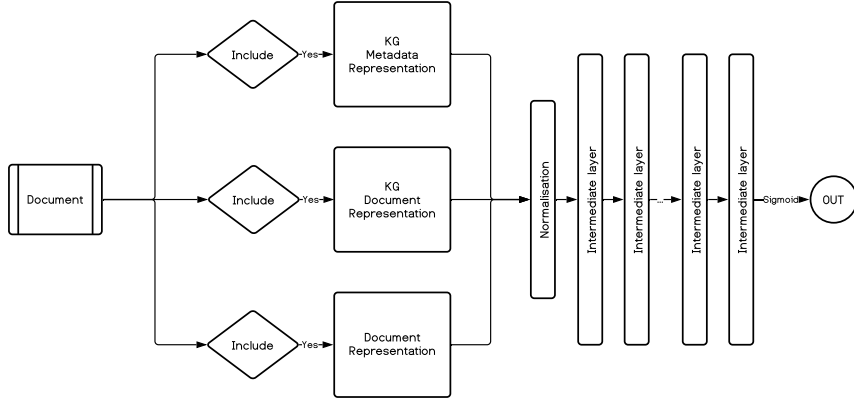 Document
Include
Yes
KG
Metadata
Representation
Include
Yes
KG
Document
Representation
Include
Yes
Document
Representation
Normalisation
Intermediate layer
Intermediate layer
...
Intermediate layer
Intermediate layer
Sigmoid
OUT